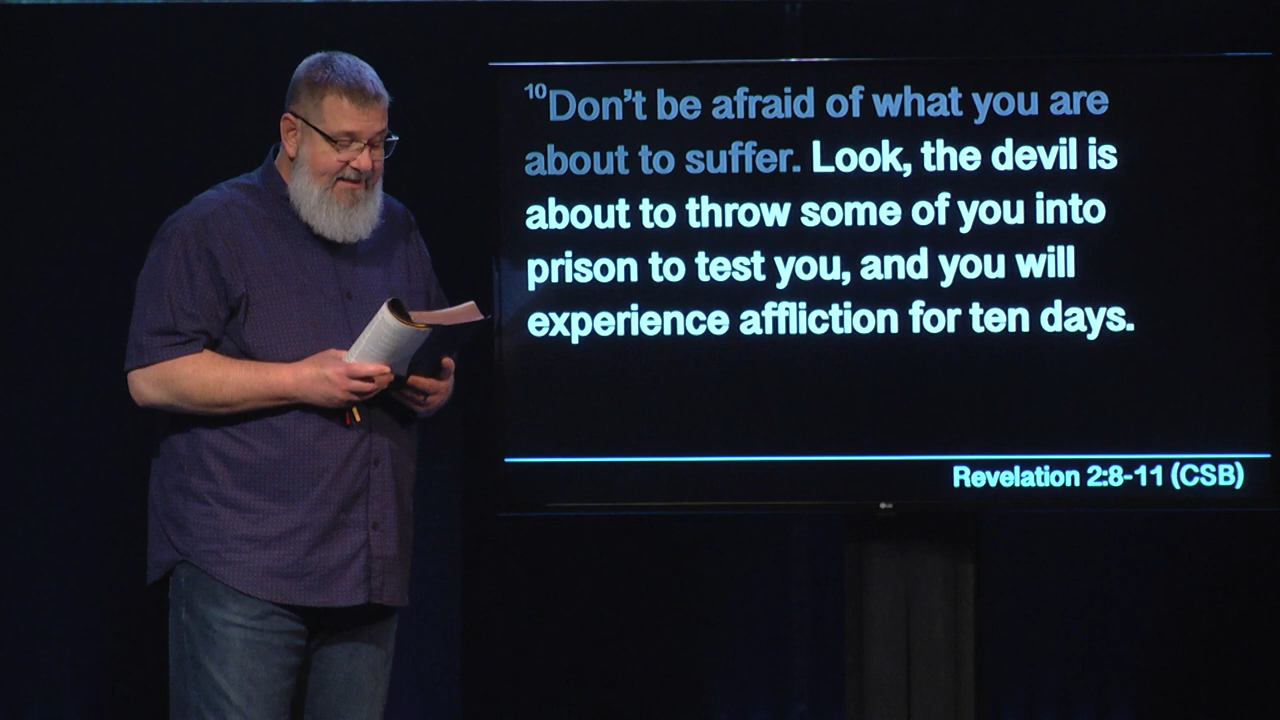 10Don't be afraid of what you are
about to suffer. Look, the devil is
about to throw some of you into
prison to test you, and you will
experience affliction for ten days.
Revelation 2:8-11 (CSB)
LG